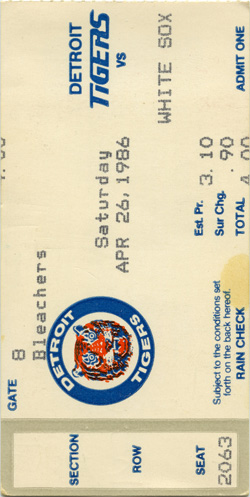 DETROIT
TIGERS
VS
WHITE SOX
Saturday
APR 26,1986
Est. Pr. 3.10
Sur Chg. .90
TOTAL 4.00
ADMIT ONE
GATE 8
Bleachers
DETROIT
TIGERS
Subject to the conditions set
forth on the back hereof.
RAIN CHECK
SECTION
ROW
SEAT 2063